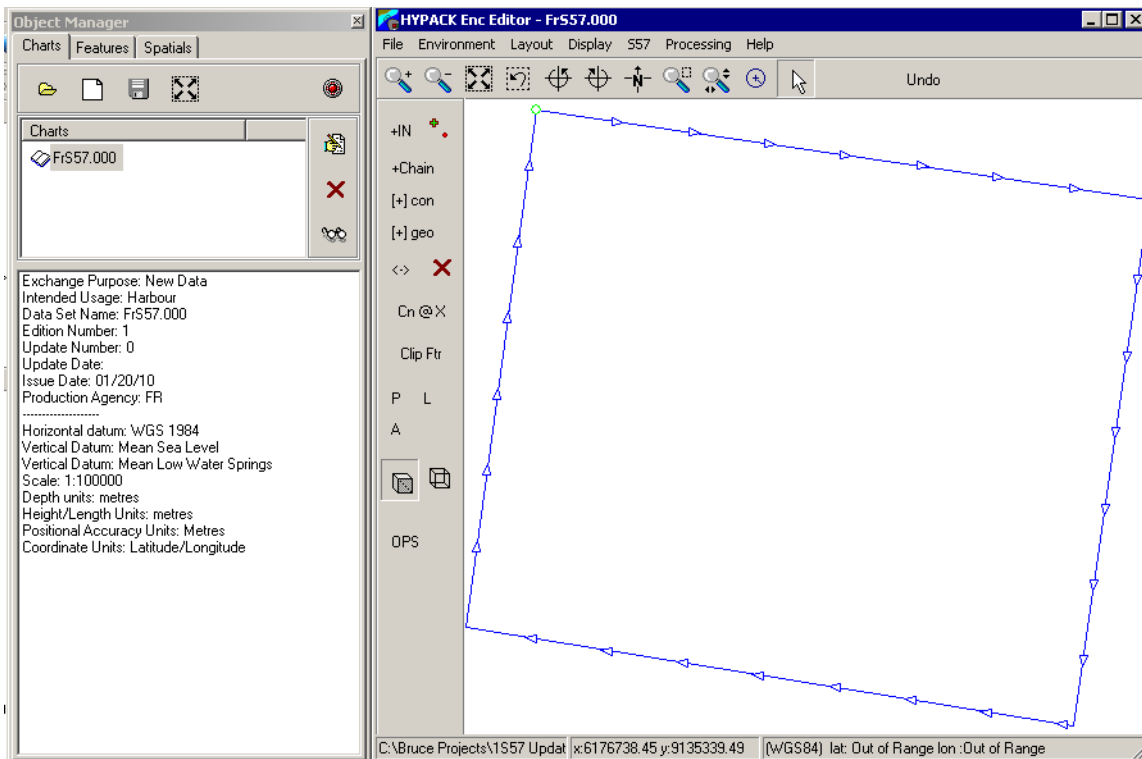 Object Manager
Charts Features Spatials
Charts
FrS57.000
Exchange Purpose: New Data
Intended Usage: Harbour
Data Set Name: FrS57.000
Edition Number: 1
Update Number: 0
Update Date:
Issue Date: 01/20/10
Production Agency: FR
--------------------
Horizontal datum: WGS 1984
Vertical Datum: Mean Sea Level
Vertical Datum: Mean Low Water Springs
Scale: 1:100000
Depth units: metres
Height/Length Units: metres
Positional Accuracy Units: Metres
Coordinate Units: Latitude/Longitude
HYPACK Enc Editor - FrS57.000
File Environment Layout Display S57 Processing Help
N Undo
+IN
+Chain
[+] con
[+] geo
<->
Cn @ X
Clip Ftr
P L
A
OPS
C:\Bruce Projects\1S57 Updat x:6176738.45 y:9135339.49 (WGS84) lat: Out of Range lon :Out of Range